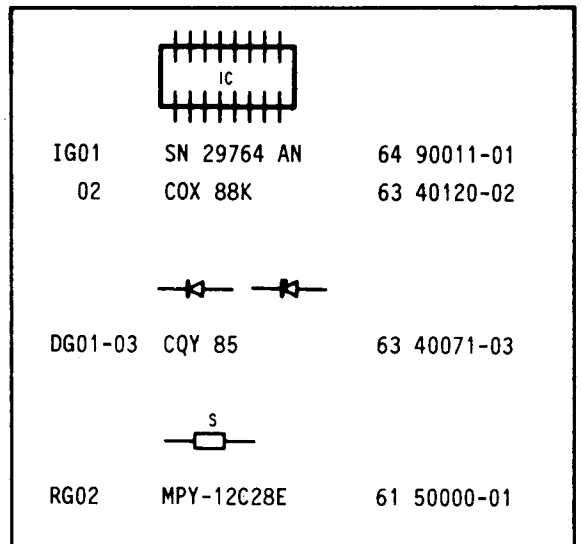 IC
IG01 SN 29764 AN 64 90011-01
02 COX 88K 63 40120-02
DG01-03 CQY 85 63 40071-03
S
RG02 MPY-12C28E 61 50000-01